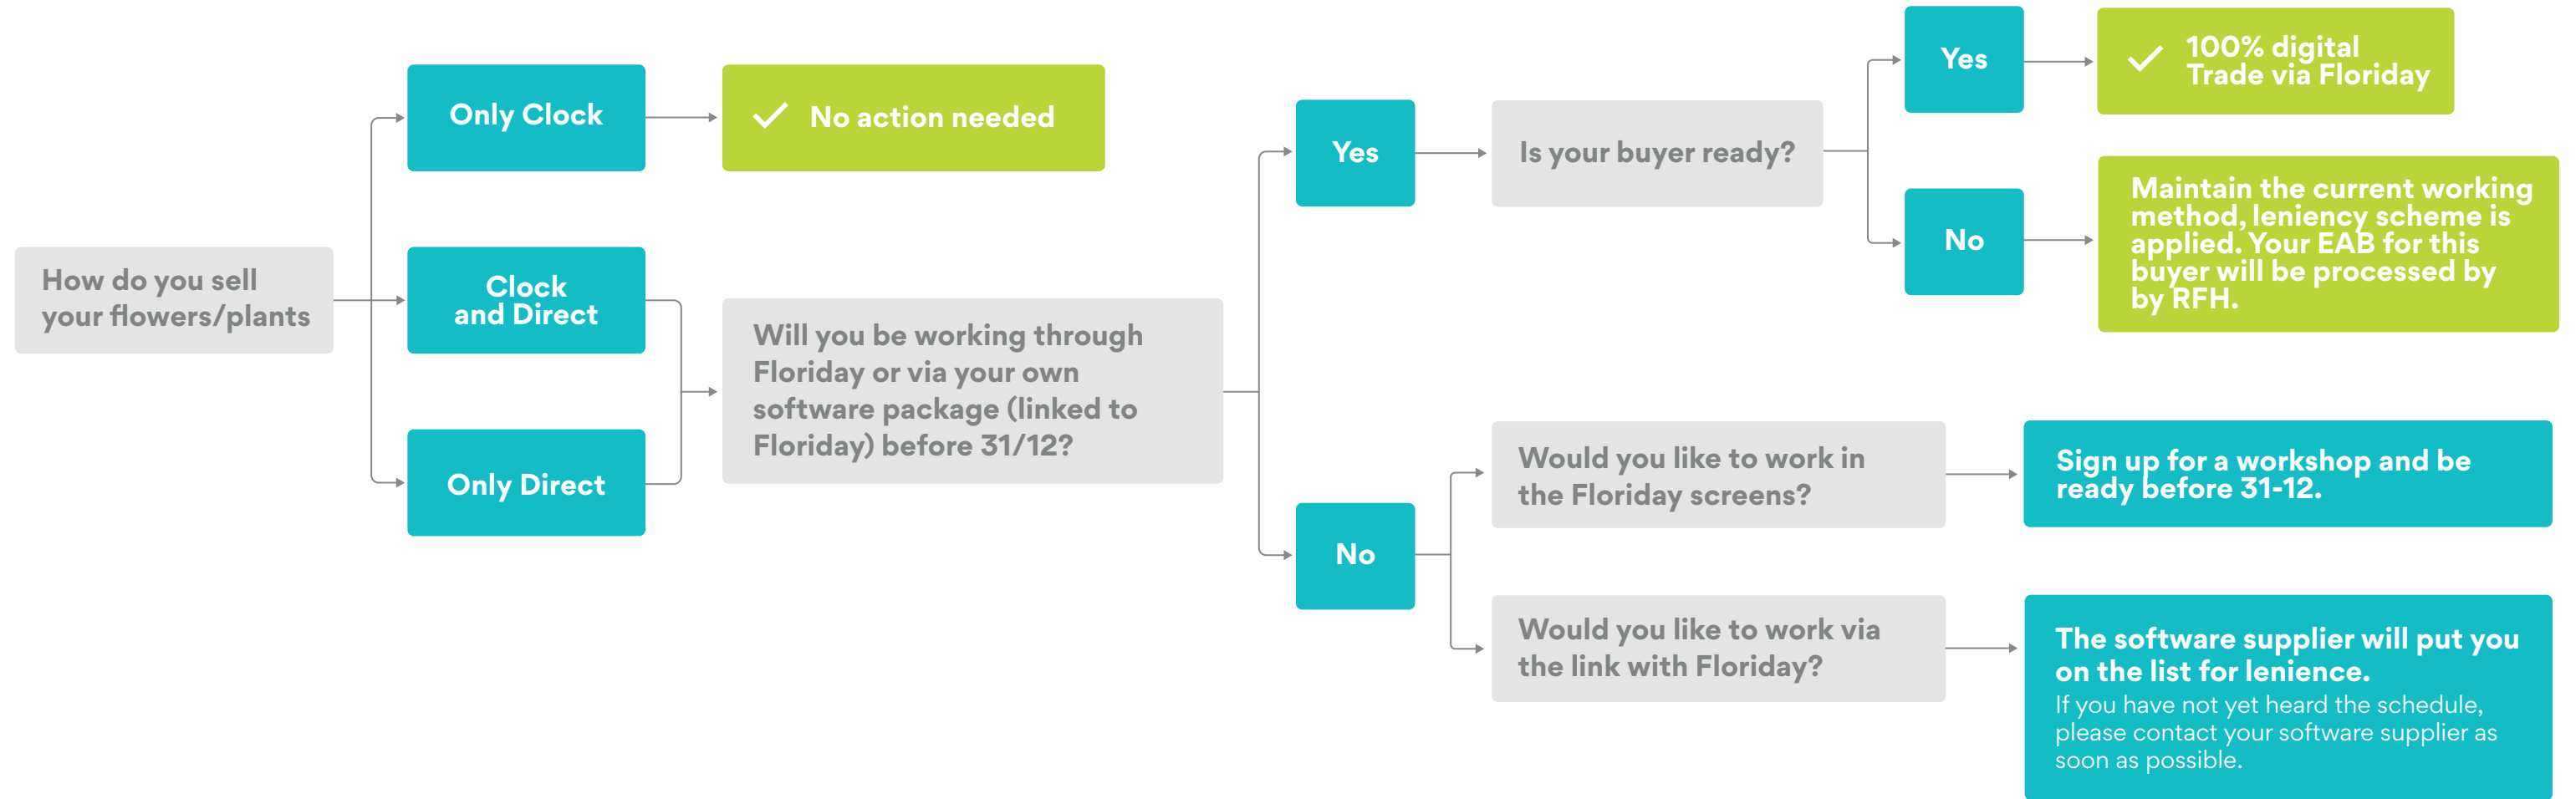 How do you sell
your flowers/plants
Only Clock
No action needed
Clock
and Direct
Only Direct
Will you be working through
Floriday or via your own
software package (linked to
Floriday) before 31/12?
Yes
Is your buyer ready?
Yes
100% digital
Trade via Floriday
No
Maintain the current working
method, leniency scheme is
applied. Your EAB for this
buyer will be processed by
by RFH.
No
Would you like to work in
the Floriday screens?
Sign up for a workshop and be
ready before 31-12.
Would you like to work via
the link with Floriday?
The software supplier will put you
on the list for lenience.
If you have not yet heard the schedule,
please contact your software supplier as
soon as possible.